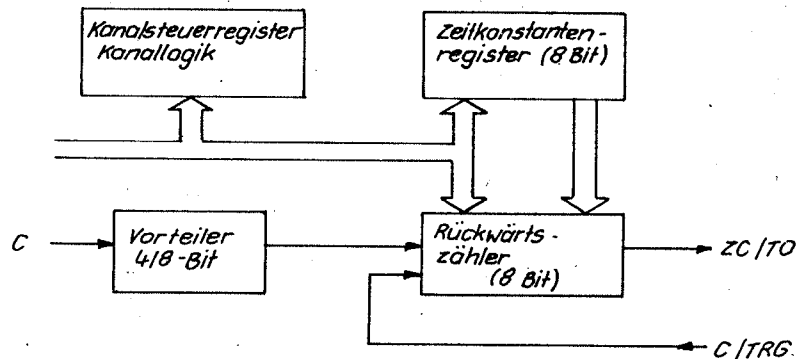 Kanalsteuerregister
Kanallogik
Zeitkonstanten-
register (8 Bit)
C
Vorteiler
4/8-Bit
Rückwärts-
zähler
(8 Bit)
ZC/TO
C/TRG